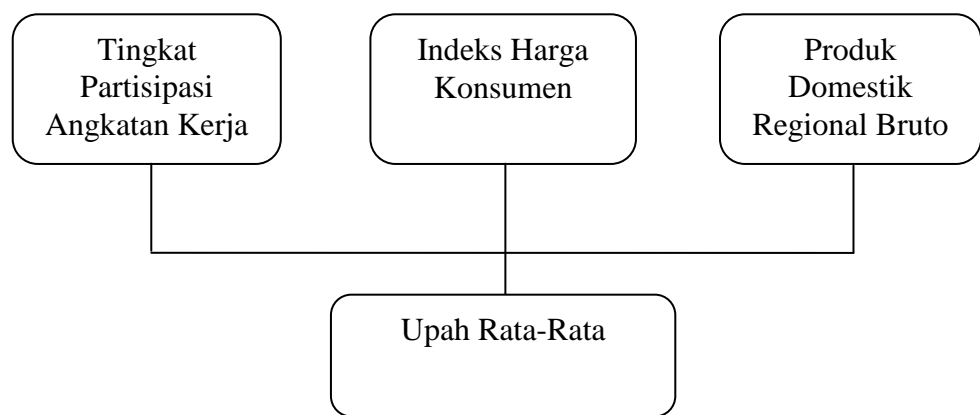 Tingkat
Partisipasi
Angkatan Kerja
Indeks Harga
Konsumen
Produk
Domestik
Regional Bruto
Upah Rata-Rata